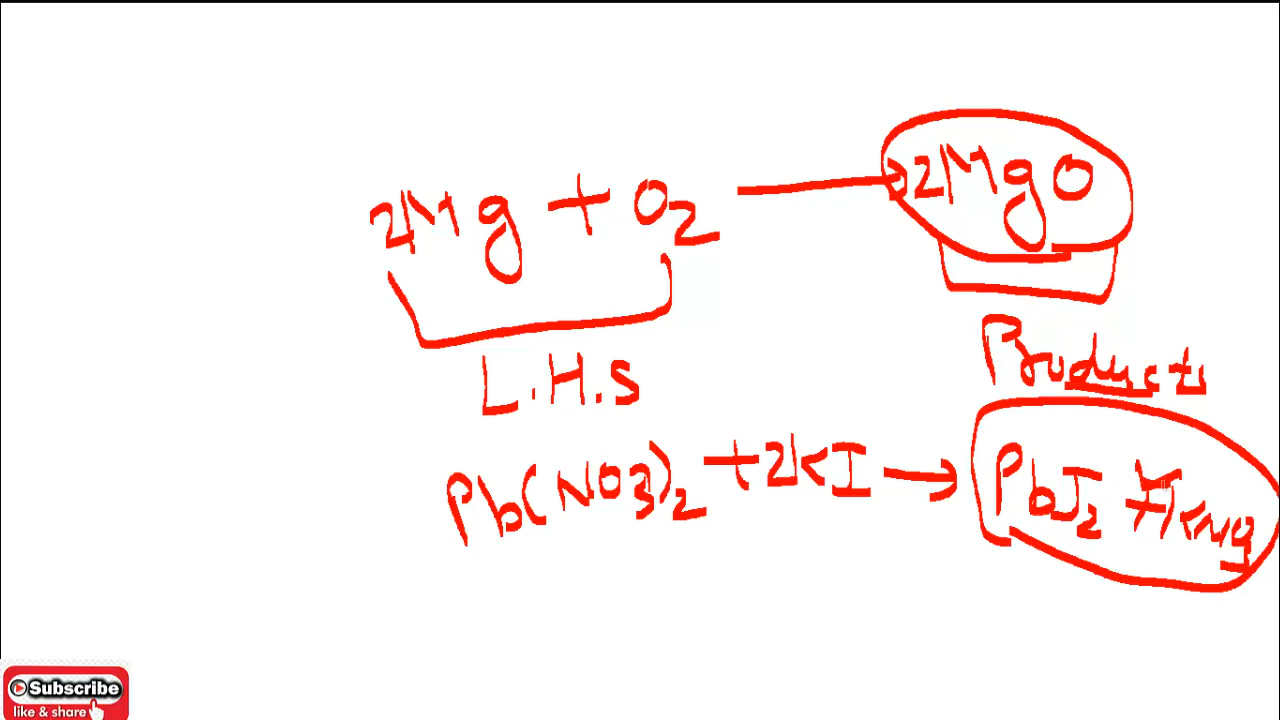 2Mg + O2 → 2MgO
L.H.S
Products
Pb(NO3)2 + 2KI → PbI2 +
Subscribe
like & share